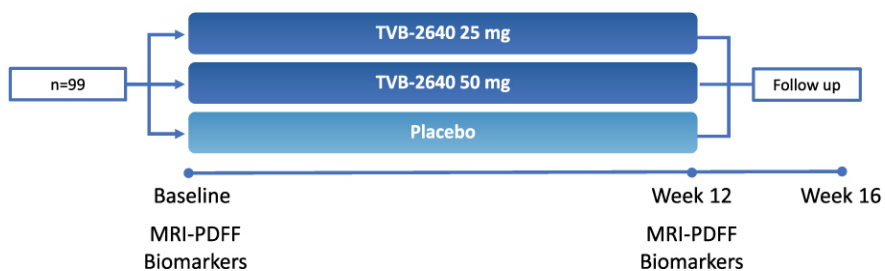 TVB-2640 25 mg
n=99
TVB-2640 50 mg
Follow up
Placebo
Baseline
Week 12
Week 16
MRI-PDFF
Biomarkers
MRI-PDFF
Biomarkers